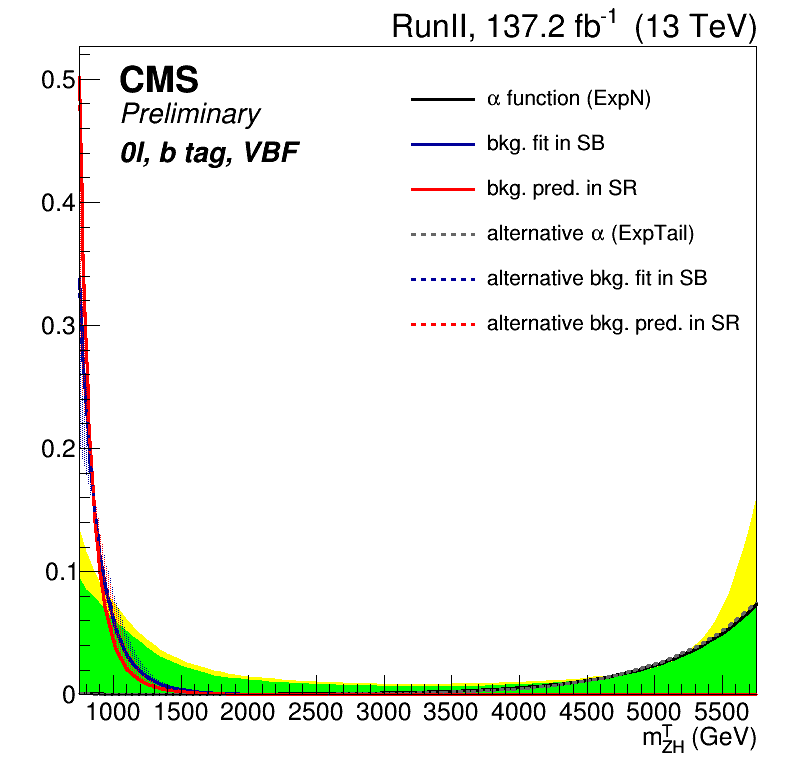 RunII, 137.2 fb⁻¹ (13 TeV)
CMS
Preliminary
0l, b tag, VBF
α function (ExpN)
bkg. fit in SB
bkg. pred. in SR
alternative α (ExpTail)
alternative bkg. fit in SB
alternative bkg. pred. in SR
0.5
0.4
0.3
0.2
0.1
0
1000 1500 2000 2500 3000 3500 4000 4500 5000 5500
m^T_ZH (GeV)